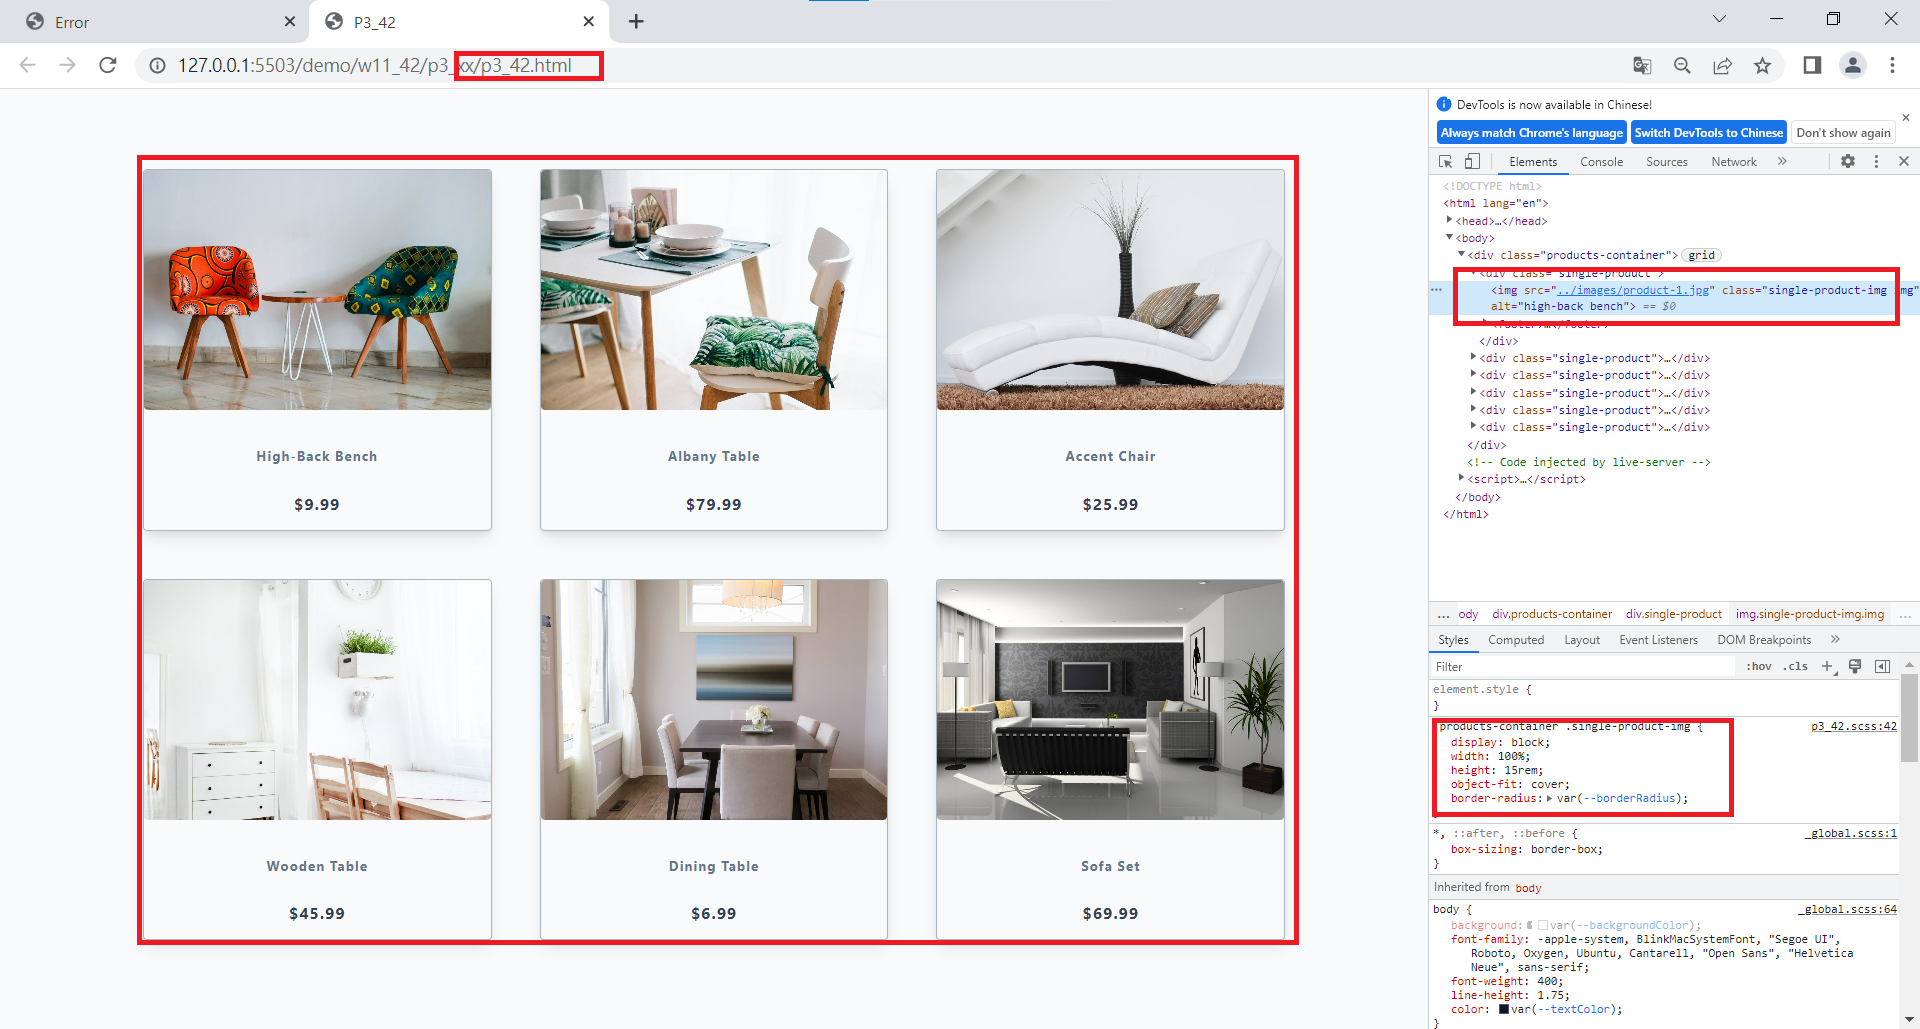 Error
P3_42
127.0.0.1:5503/demo/w11_42/p3_xx/p3_42.html
High-Back Bench
$9.99
Albany Table
$79.99
Accent Chair
$25.99
Wooden Table
$45.99
Dining Table
$6.99
Sofa Set
$69.99
DevTools is now available in Chinese!
Always match Chrome's language
Switch DevTools to Chinese
Don't show again
Elements Console Sources Network »
<!DOCTYPE html>
<html lang="en">
<head>…</head>
<body>
<div class="products-container"> grid
<div class="single-product">
<img src="../images/product-1.jpg" class="single-product-img img"
alt="high-back bench"> == $0
<footer>…</footer>
</div>
<div class="single-product">…</div>
<div class="single-product">…</div>
<div class="single-product">…</div>
<div class="single-product">…</div>
<div class="single-product">…</div>
</div>
<!-- Code injected by live-server -->
<script>…</script>
</body>
</html>
... ody div.products-container div.single-product img.single-product-img.img ...
Styles Computed Layout Event Listeners DOM Breakpoints »
Filter :hov .cls +
element.style {
}
products-container .single-product-img { p3_42.scss:42
display: block;
width: 100%;
height: 15rem;
object-fit: cover;
border-radius: var(--borderRadius);
*, ::after, ::before { _global.scss:1
box-sizing: border-box;
}
Inherited from body
body { _global.scss:64
background: var(--backgroundColor);
font-family: -apple-system, BlinkMacSystemFont, "Segoe UI",
Roboto, Oxygen, Ubuntu, Cantarell, "Open Sans", "Helvetica
Neue", sans-serif;
font-weight: 400;
line-height: 1.75;
color: var(--textColor);
}